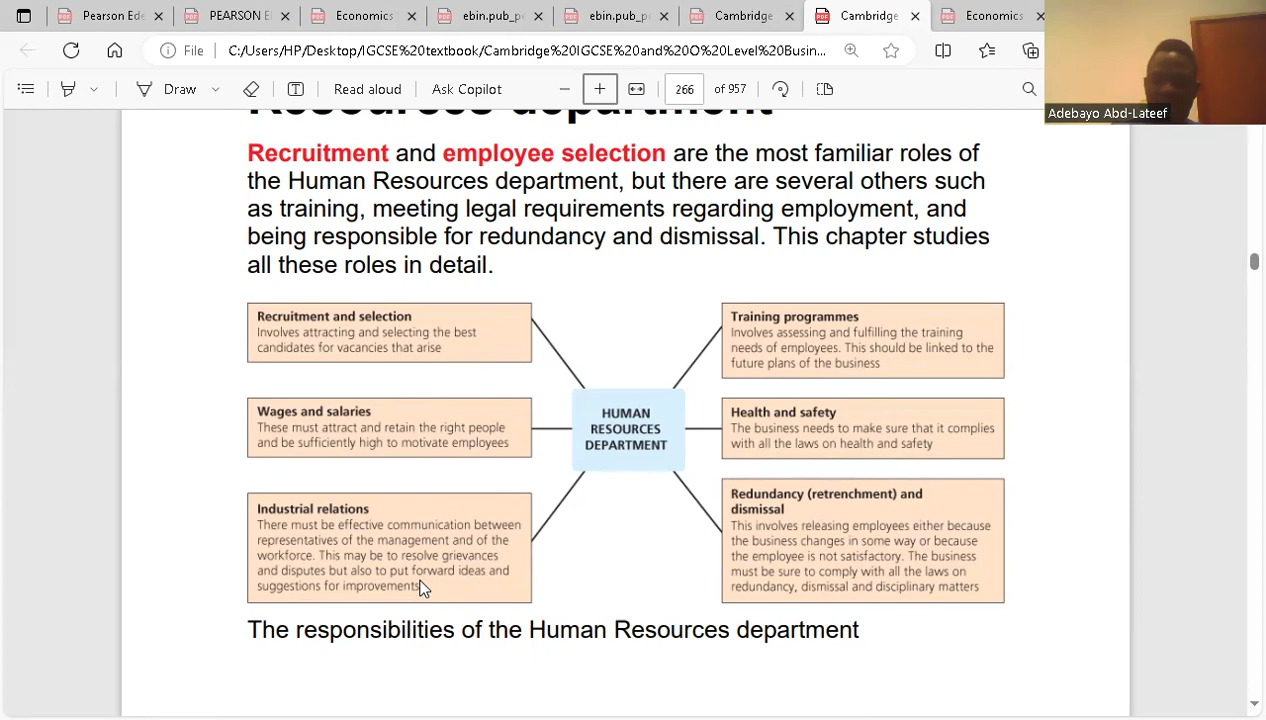 Pearson Ede
PEARSON E
Economics
ebin.pub_p
ebin.pub_p
Cambridge
Cambridge
Economics
File
C:/Users/HP/Desktop/IGCSE%20textbook/Cambridge%20IGCSE%20and%20O%20Level%20Busin...
Draw
Read aloud
Ask Copilot
266
of 957
Adebayo Abd-Lateef
Resources department
Recruitment and employee selection are the most familiar roles of
the Human Resources department, but there are several others such
as training, meeting legal requirements regarding employment, and
being responsible for redundancy and dismissal. This chapter studies
all these roles in detail.
Recruitment and selection
Involves attracting and selecting the best
candidates for vacancies that arise
Wages and salaries
These must attract and retain the right people
and be sufficiently high to motivate employees
Industrial relations
There must be effective communication between
representatives of the management and of the
workforce. This may be to resolve grievances
and disputes but also to put forward ideas and
suggestions for improvements
HUMAN
RESOURCES
DEPARTMENT
Training programmes
Involves assessing and fulfilling the training
needs of employees. This should be linked to the
future plans of the business
Health and safety
The business needs to make sure that it complies
with all the laws on health and safety
Redundancy (retrenchment) and
dismissal
This involves releasing employees either because
the business changes in some way or because
the employee is not satisfactory. The business
must be sure to comply with all the laws on
redundancy, dismissal and disciplinary matters
The responsibilities of the Human Resources department